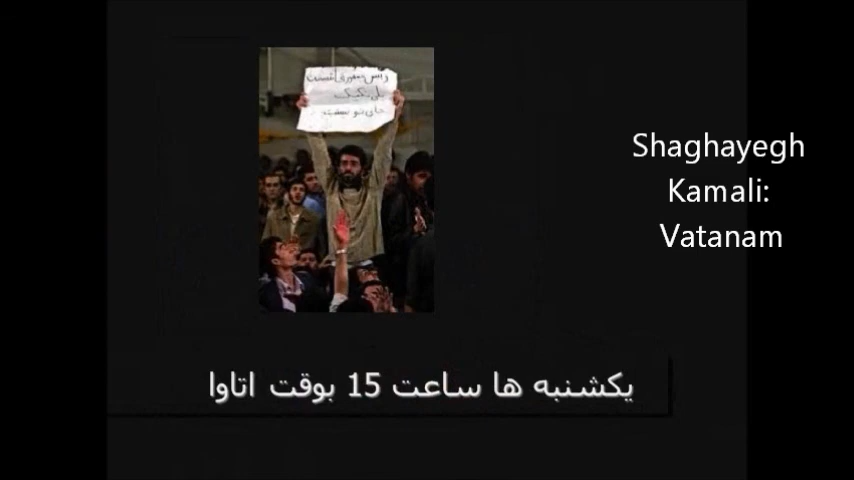 Shaghayegh
Kamali:
Vatanam
یکشنبه ها ساعت 15 بوقت اتاوا